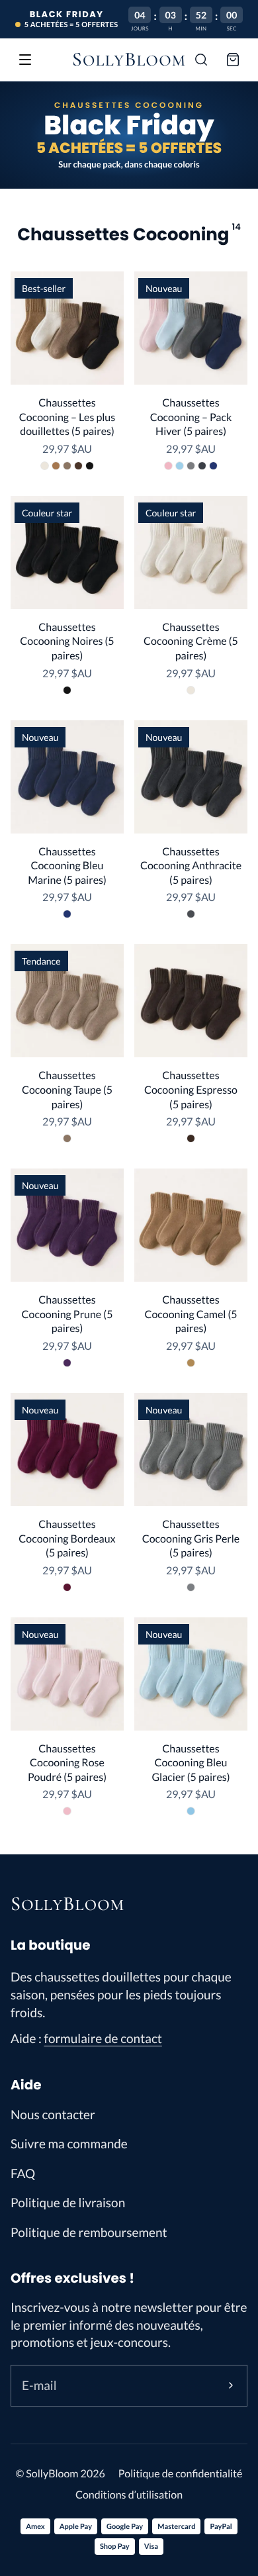 BLACK FRIDAY
5 ACHETÉES = 5 OFFERTES
04 : 03 : 52 : 00
JOURS H MIN SEC
SOLLYBLOOM
CHAUSSETTES COCOONING
Black Friday
5 ACHETÉES = 5 OFFERTES
Sur chaque pack, dans chaque coloris
Chaussettes Cocooning 14
Best-seller
Chaussettes
Cocooning – Les plus
douillettes (5 paires)
29,97 $AU
Nouveau
Chaussettes
Cocooning – Pack
Hiver (5 paires)
29,97 $AU
Couleur star
Chaussettes
Cocooning Noires (5
paires)
29,97 $AU
Couleur star
Chaussettes
Cocooning Crème (5
paires)
29,97 $AU
Nouveau
Chaussettes
Cocooning Bleu
Marine (5 paires)
29,97 $AU
Nouveau
Chaussettes
Cocooning Anthracite
(5 paires)
29,97 $AU
Tendance
Chaussettes
Cocooning Taupe (5
paires)
29,97 $AU
Chaussettes
Cocooning Espresso
(5 paires)
29,97 $AU
Nouveau
Chaussettes
Cocooning Prune (5
paires)
29,97 $AU
Chaussettes
Cocooning Camel (5
paires)
29,97 $AU
Nouveau
Chaussettes
Cocooning Bordeaux
(5 paires)
29,97 $AU
Nouveau
Chaussettes
Cocooning Gris Perle
(5 paires)
29,97 $AU
Nouveau
Chaussettes
Cocooning Rose
Poudré (5 paires)
29,97 $AU
Nouveau
Chaussettes
Cocooning Bleu
Glacier (5 paires)
29,97 $AU
SOLLYBLOOM
La boutique
Des chaussettes douillettes pour chaque
saison, pensées pour les pieds toujours
froids.
Aide : formulaire de contact
Aide
Nous contacter
Suivre ma commande
FAQ
Politique de livraison
Politique de remboursement
Offres exclusives !
Inscrivez-vous à notre newsletter pour être
le premier informé des nouveautés,
promotions et jeux-concours.
E-mail
© SollyBloom 2026 Politique de confidentialité
Conditions d'utilisation
Amex Apple Pay Google Pay Mastercard PayPal
Shop Pay Visa